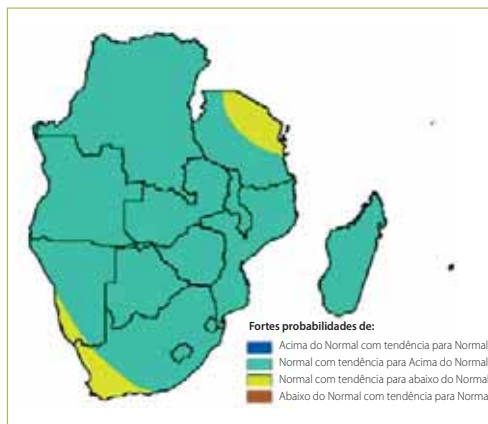 Fortes probabilidades de:
Acima do Normal com tendência para Normal
Normal com tendência para Acima do Normal
Normal com tendência para abaixo do Normal
Abaixo do Normal com tendência para Normal